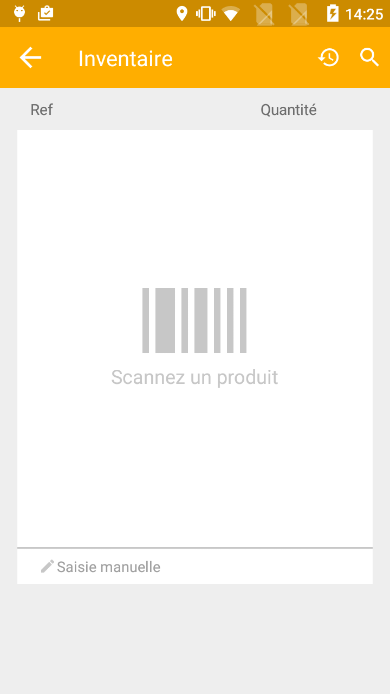 14:25
Inventaire
Ref Quantité
Scannez un produit
Saisie manuelle